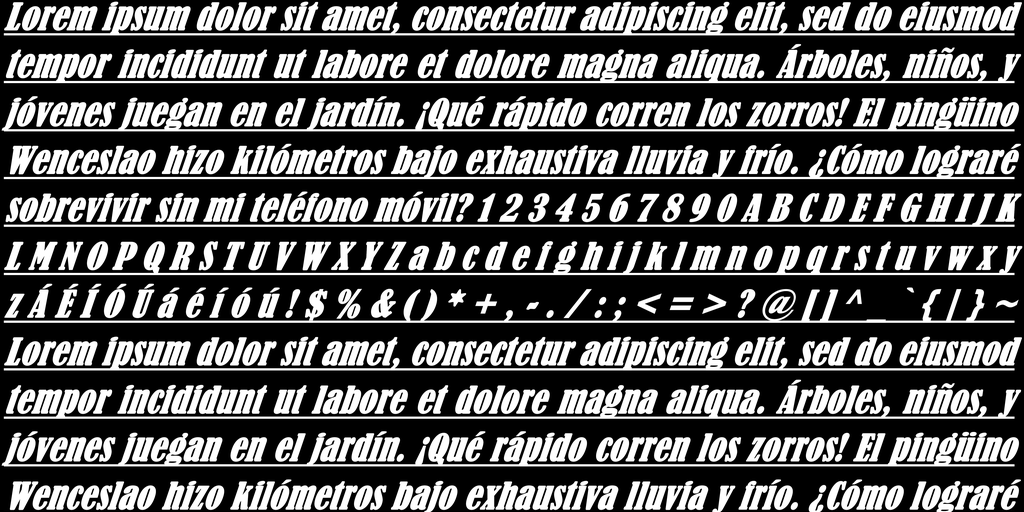 Lorem ipsum dolor sit amet, consectetur adipiscing elit, sed do eiusmod
tempor incididunt ut labore et dolore magna aliqua. Árboles, niños, y
jóvenes juegan en el jardín. ¡Qué rápido corren los zorros! El pingüino
Wenceslao hizo kilómetros bajo exhaustiva lluvia y frío. ¿Cómo lograré
sobrevivir sin mi teléfono móvil? 1 2 3 4 5 6 7 8 9 0 A B C D E F G H I J K
L M N O P Q R S T U V W X Y Z a b c d e f g h i j k l m n o p q r s t u v w x y
z Á É Í Ó Ú á é í ó ú ! $ % & ( ) * + , - . / : ; < = > ? @ [ ] ^ _ ` { | } ~
Lorem ipsum dolor sit amet, consectetur adipiscing elit, sed do eiusmod
tempor incididunt ut labore et dolore magna aliqua. Árboles, niños, y
jóvenes juegan en el jardín. ¡Qué rápido corren los zorros! El pingüino
Wenceslao hizo kilómetros bajo exhaustiva lluvia y frío. ¿Cómo lograré